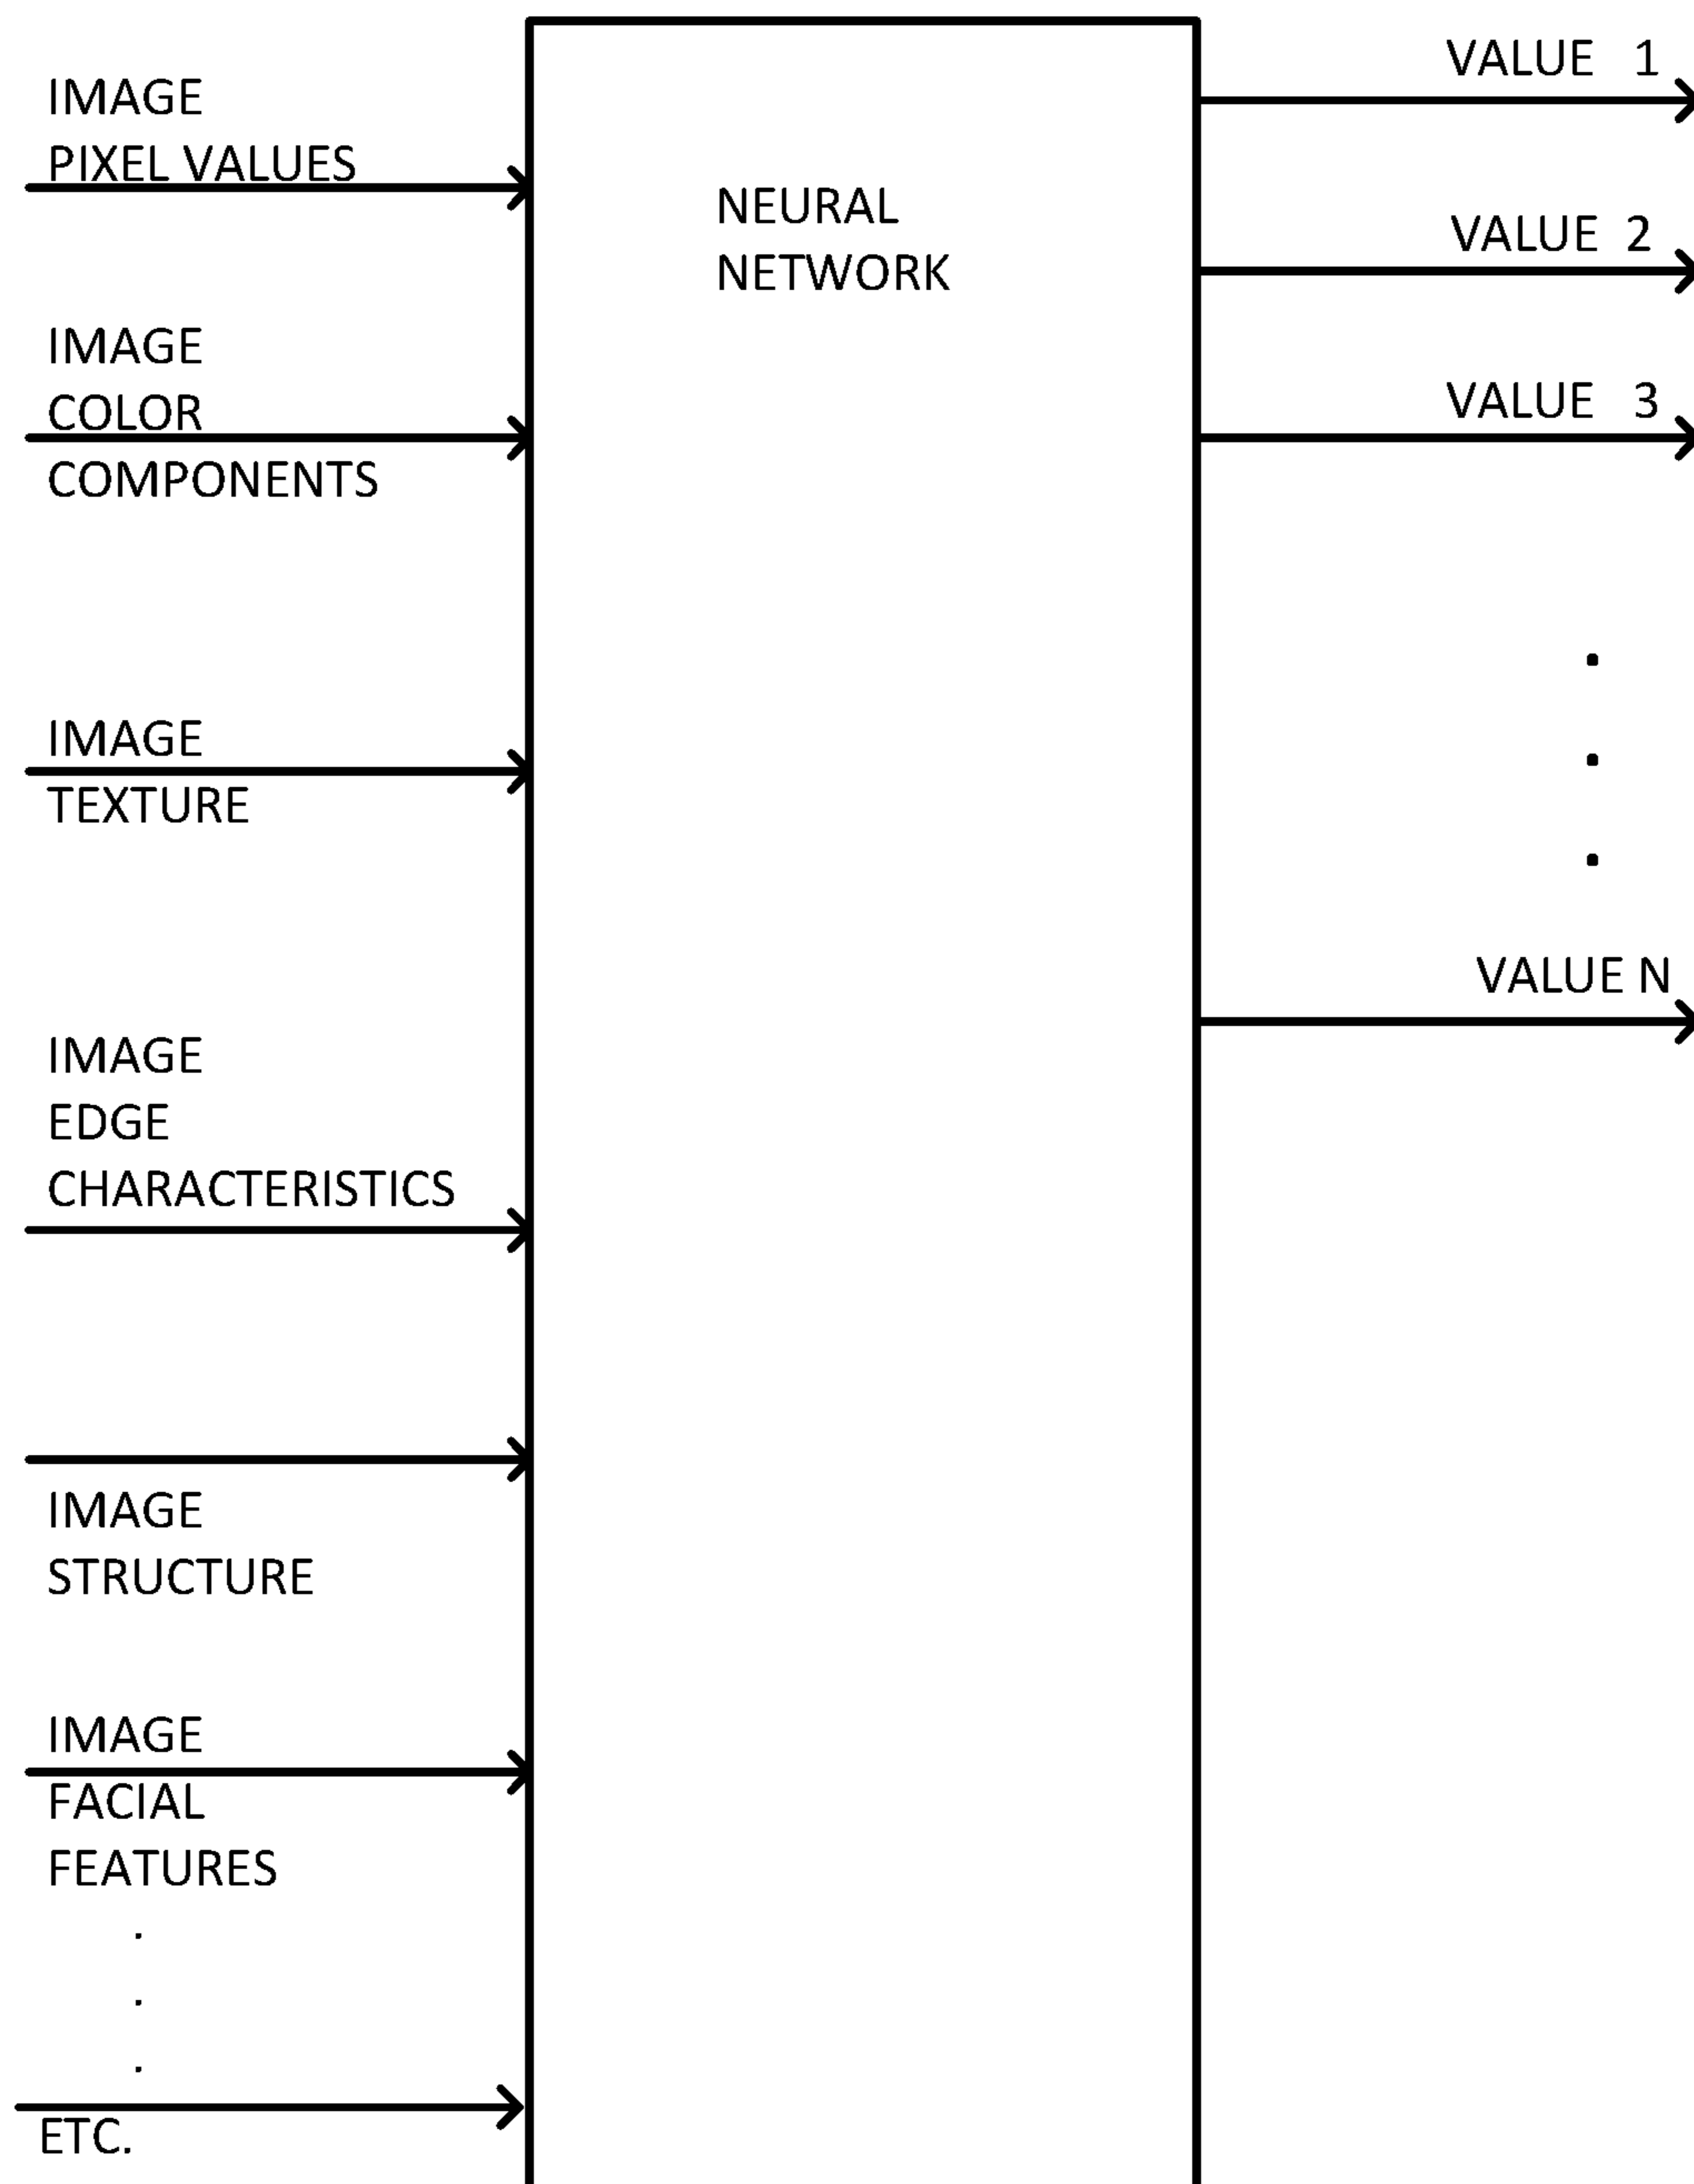 IMAGE
PIXEL VALUES
IMAGE
COLOR
COMPONENTS
IMAGE
TEXTURE
IMAGE
EDGE
CHARACTERISTICS
IMAGE
STRUCTURE
IMAGE
FACIAL
FEATURES
.
.
.
ETC.
NEURAL
NETWORK
VALUE 1
VALUE 2
VALUE 3
.
.
.
VALUE N